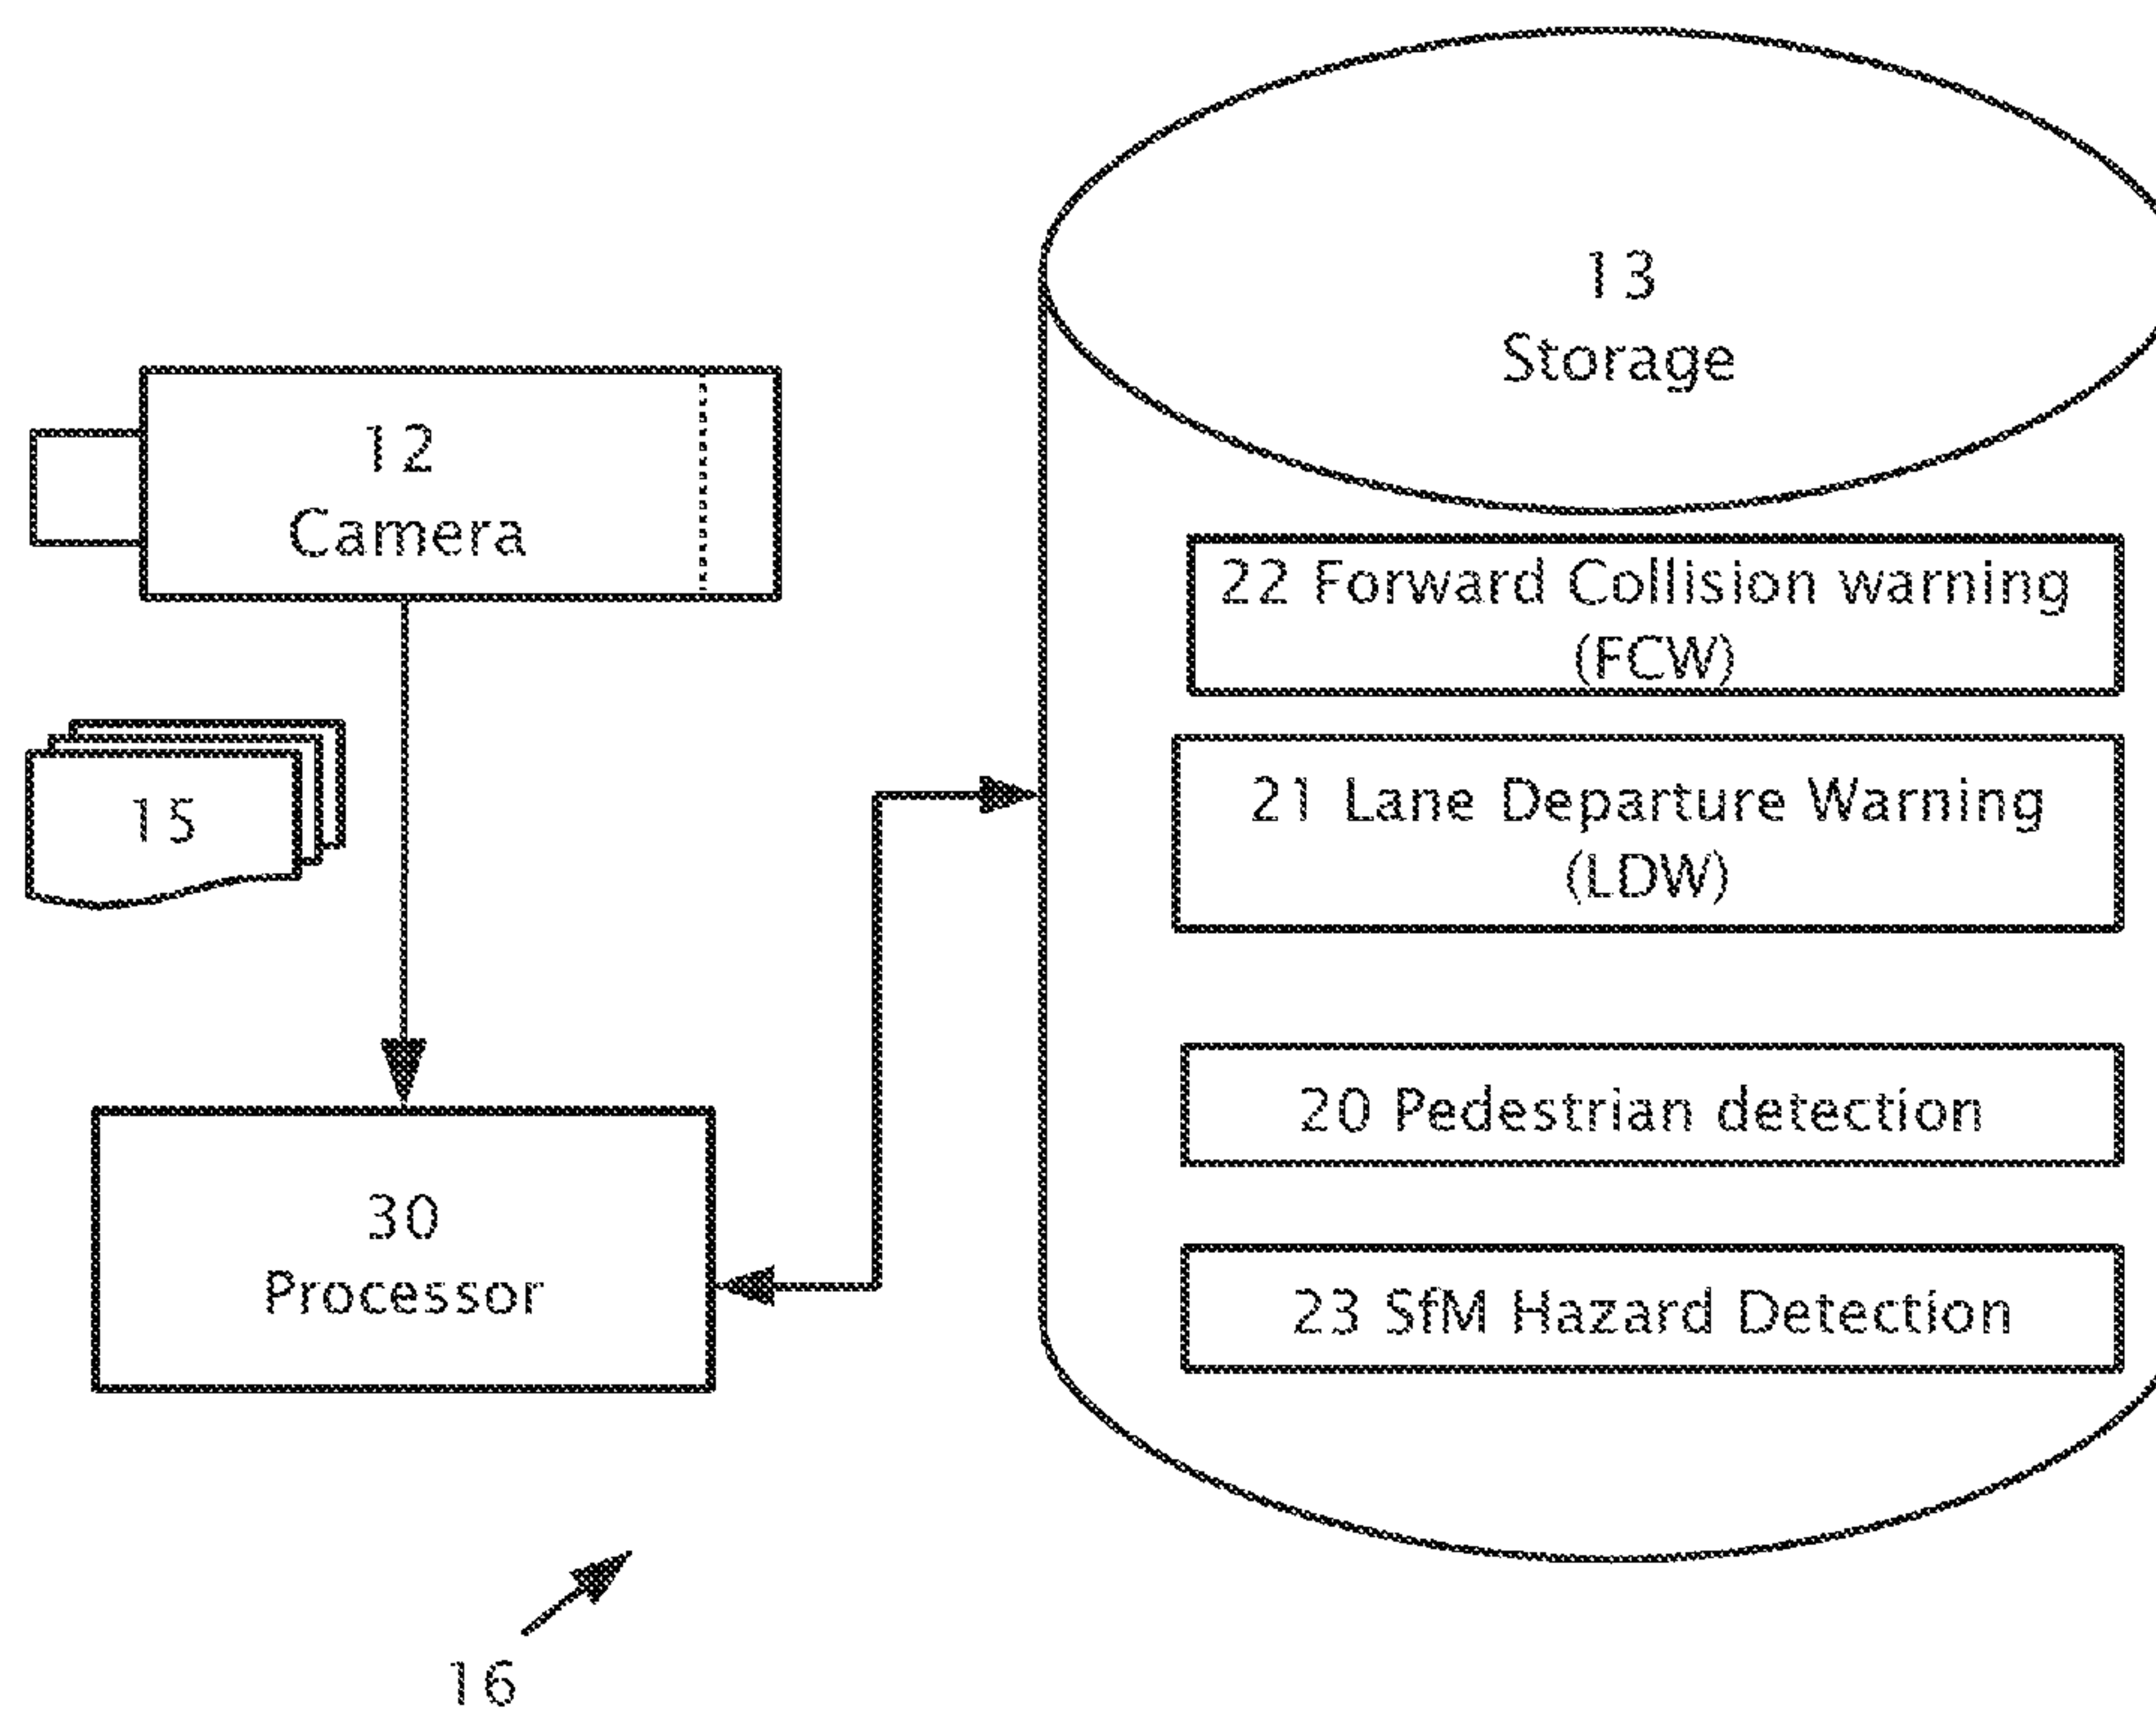 13
Storage
12
Camera
22 Forward Collision warning
(FCW)
21 Lane Departure Warning
(LDW)
15
20 Pedestrian detection
30
Processor
23 SfM Hazard Detection
16